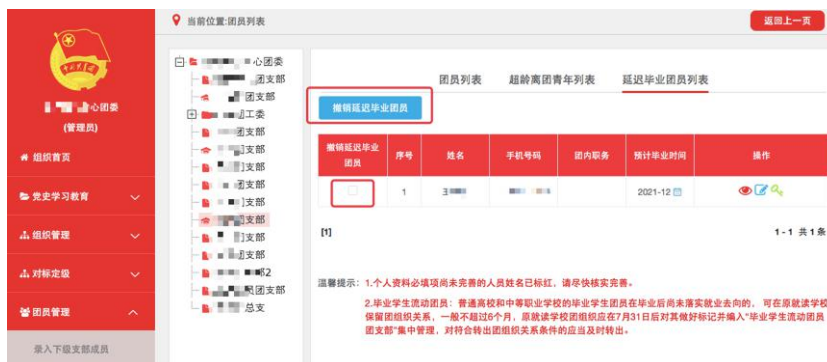 当前位置:团员列表
返回上一页
心团委
(管理员)
组织首页
党史学习教育
组织管理
对标定级
团员管理
录入下级支部成员
心团委
团支部
团支部
工委
支部
支部
支部
支部
支部
支部
支部
支部
2
团支部
总支
团员列表
超龄离团青年列表
延迟毕业团员列表
撤销延迟毕业团员
撤销延迟毕业团员 序号 姓名 手机号码 团内职务 预计毕业时间 操作
1 2021-12
[1]
1-1 共1条
温馨提示：1.个人资料必填项尚未完善的人员姓名已标红，请尽快核实完善。
2.毕业学生流动团员：普通高校和中等职业学校的毕业学生团员在毕业后尚未落实就业去向的， 可在原就读学校
保留团组织关系，一般不超过6个月，原就读学校团组织应在7月31日后对其做好标记并编入"毕业学生流动团员
团支部"集中管理，对符合转出团组织关系条件的应当及时转出。